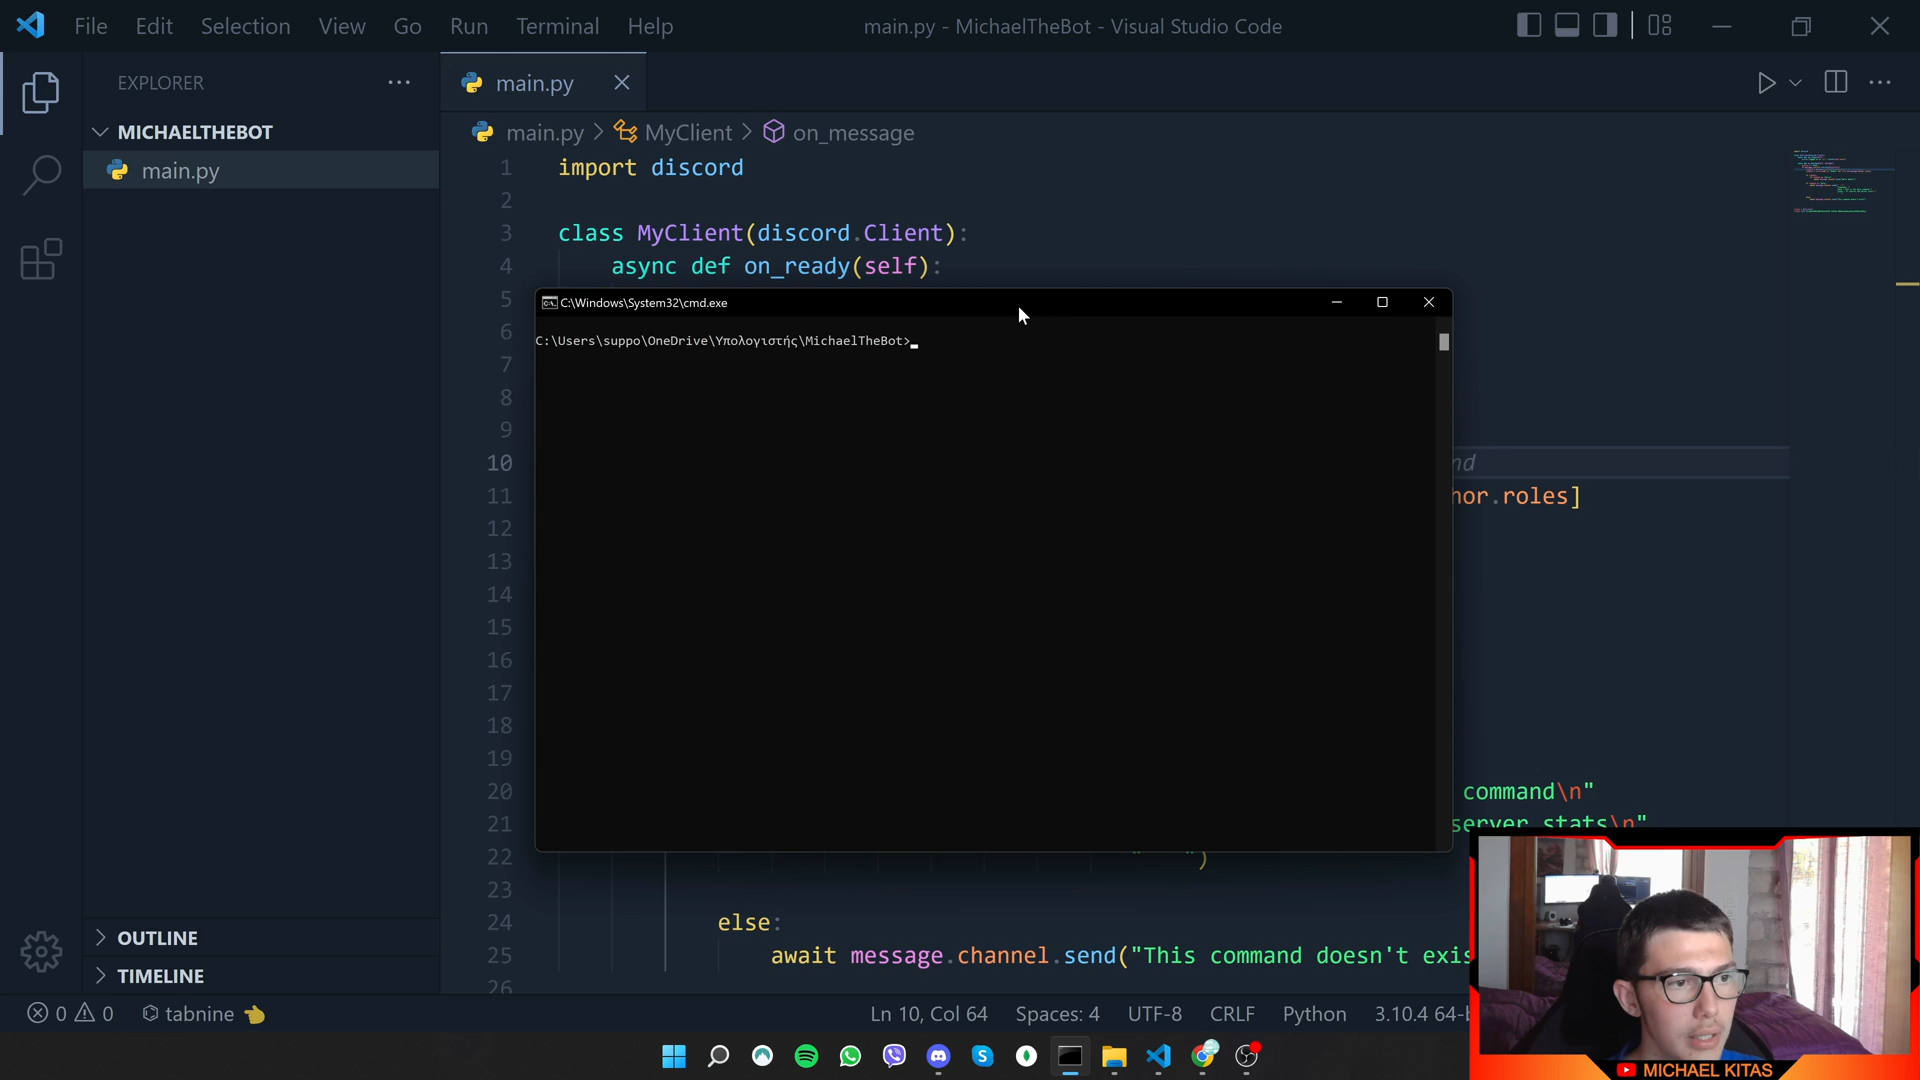 File Edit Selection View Go Run Terminal Help
main.py - MichaelTheBot - Visual Studio Code
EXPLORER
main.py
MICHAELTHEBOT
main.py
main.py > MyClient > on_message
1 import discord
2
3 class MyClient(discord.Client):
4 async def on_ready(self):
5
C:\Windows\System32\cmd.exe
C:\Users\suppo\OneDrive\Υπολογιστής\MichaelTheBot>
6
7
8
9
10 nd
11 hor.roles]
12
13
14
15
16
17
18
19
20 command\n"
21 server stats\n"
22 ")
23
24 else:
25 await message.channel.send("This command doesn't exis
26
OUTLINE
TIMELINE
0 0 tabnine
Ln 10, Col 64 Spaces: 4 UTF-8 CRLF Python 3.10.4 64-b
MICHAEL KITAS